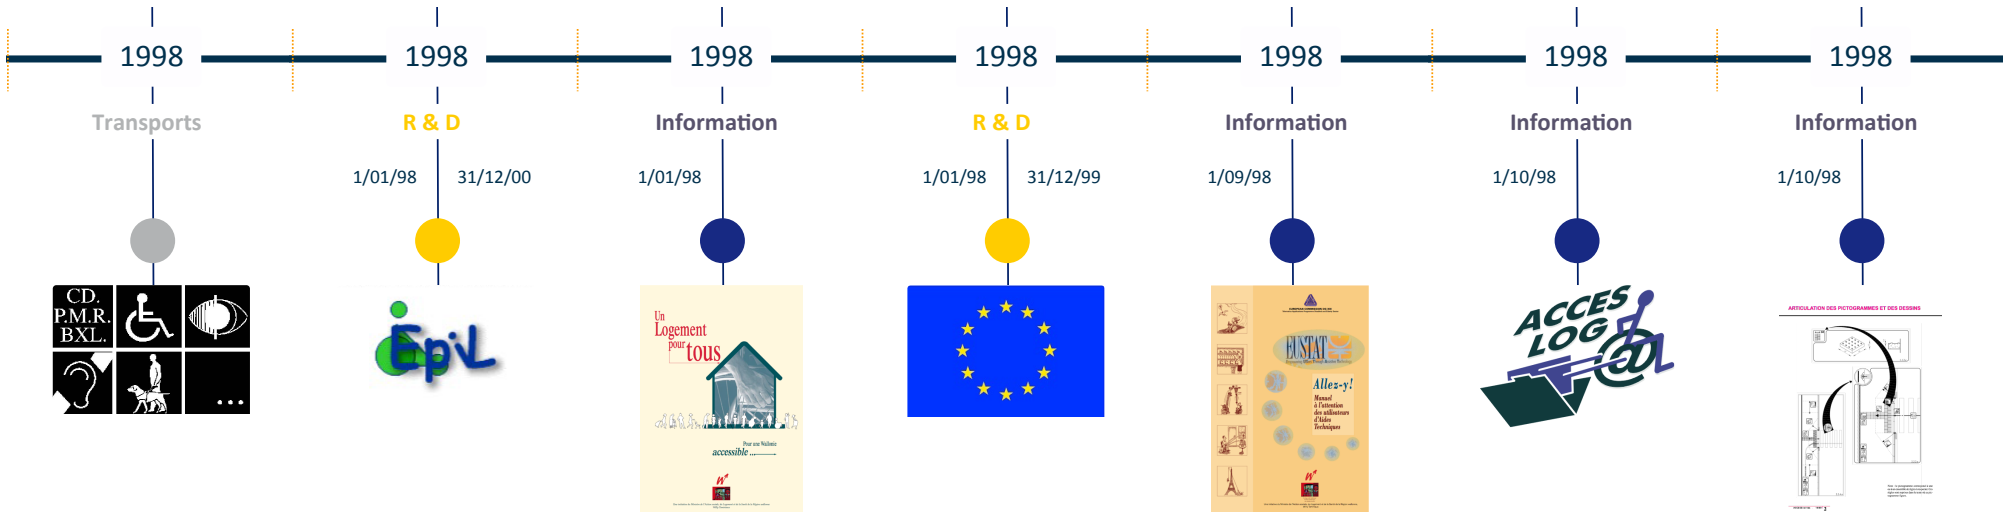 1998
1998
1998
1998
1998
1998
1998
Transports
R & D
Information
R & D
Information
Information
Information
1/01/98
31/12/00
1/01/98
1/01/98
31/12/99
1/09/98
1/10/98
1/10/98
CD.
P.M.R.
BXL.
...
EpiL
Un
Logement
pour
tous
Pour une Wallonie
accessible
EUSTAT
Allez-y!
Manuel
à l'attention
des utilisateurs
d'Aides
Techniques
ACCES
LOG@
ARTICULATION DES PICTOGRAMMES ET DES DESSINS